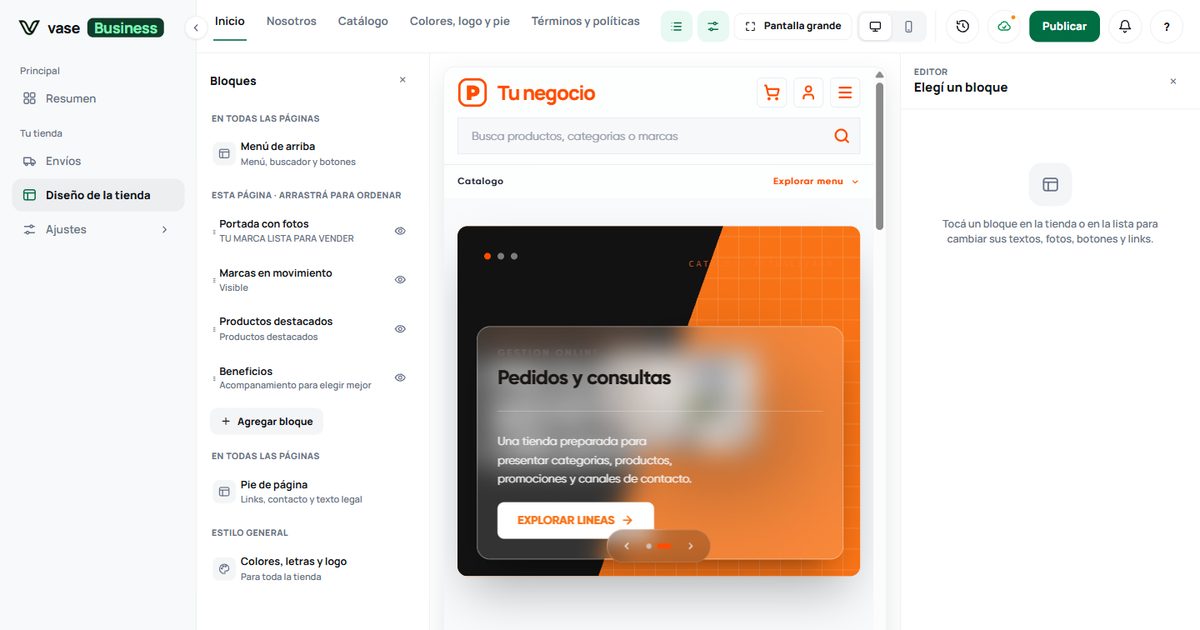 vase Business
Principal
Resumen
Tu tienda
Envíos
Diseño de la tienda
Ajustes
Inicio
Nosotros
Catálogo
Colores, logo y pie
Términos y políticas
Pantalla grande
Publicar
?
Bloques
EN TODAS LAS PÁGINAS
Menú de arriba
Menú, buscador y botones
ESTA PÁGINA · ARRASTRÁ PARA ORDENAR
Portada con fotos
TU MARCA LISTA PARA VENDER
Marcas en movimiento
Visible
Productos destacados
Productos destacados
Beneficios
Acompanamiento para elegir mejor
+ Agregar bloque
EN TODAS LAS PÁGINAS
Pie de página
Links, contacto y texto legal
ESTILO GENERAL
Colores, letras y logo
Para toda la tienda
P Tu negocio
Busca productos, categorias o marcas
Catalogo
Explorar menu
GESTION ONLINE
Pedidos y consultas
Una tienda preparada para
presentar categorias, productos,
promociones y canales de contacto.
EXPLORAR LINEAS →
EDITOR
Elegí un bloque
Tocá un bloque en la tienda o en la lista para
cambiar sus textos, fotos, botones y links.